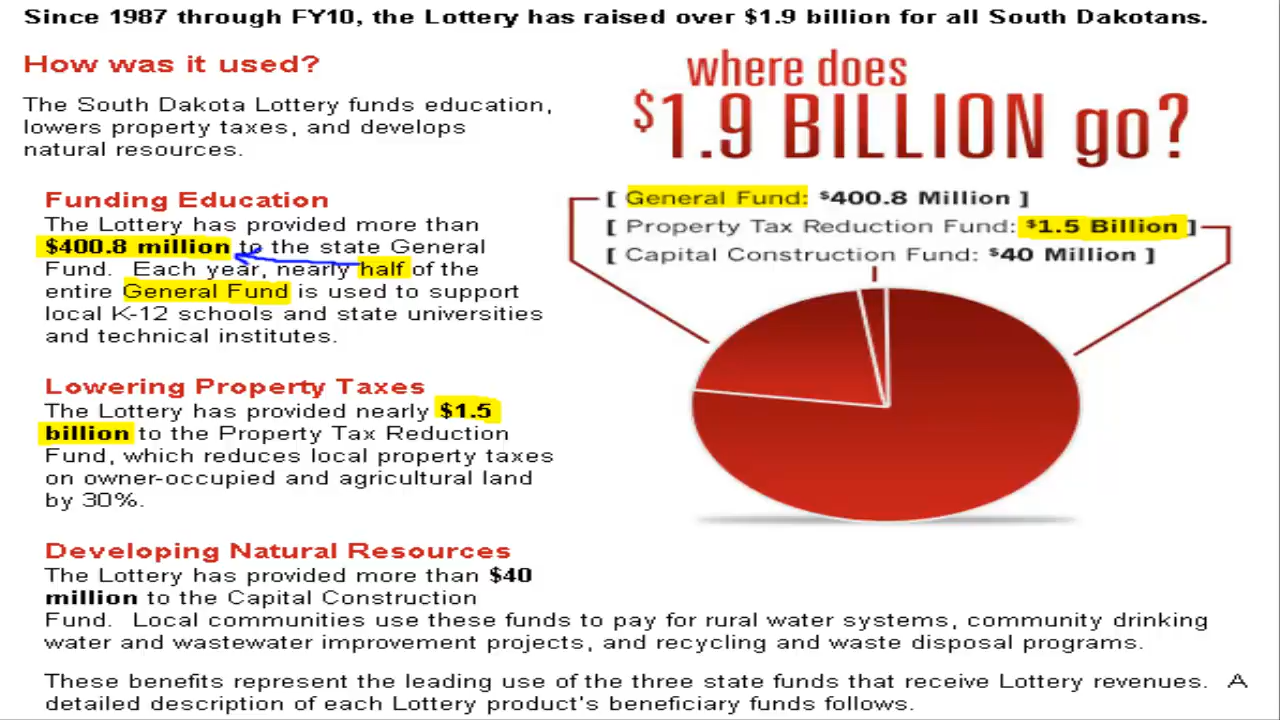 Since 1987 through FY10, the Lottery has raised over $1.9 billion for all South Dakotans.
How was it used?
The South Dakota Lottery funds education,
lowers property taxes, and develops
natural resources.
Funding Education
The Lottery has provided more than
$400.8 million to the state General
Fund. Each year, nearly half of the
entire General Fund is used to support
local K-12 schools and state universities
and technical institutes.
Lowering Property Taxes
The Lottery has provided nearly $1.5
billion to the Property Tax Reduction
Fund, which reduces local property taxes
on owner-occupied and agricultural land
by 30%.
Developing Natural Resources
The Lottery has provided more than $40
million to the Capital Construction
Fund. Local communities use these funds to pay for rural water systems, community drinking
water and wastewater improvement projects, and recycling and waste disposal programs.
These benefits represent the leading use of the three state funds that receive Lottery revenues. A
detailed description of each Lottery product's beneficiary funds follows.
where does
$1.9 BILLION go?
[ General Fund: $400.8 Million ]
[ Property Tax Reduction Fund: $1.5 Billion ]
[ Capital Construction Fund: $40 Million ]